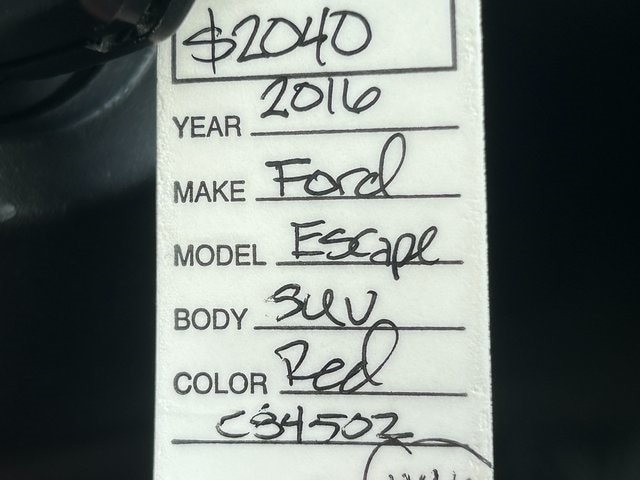 $2040
YEAR 2016
MAKE Ford
MODEL Escape
BODY SUV
COLOR Red
C34502